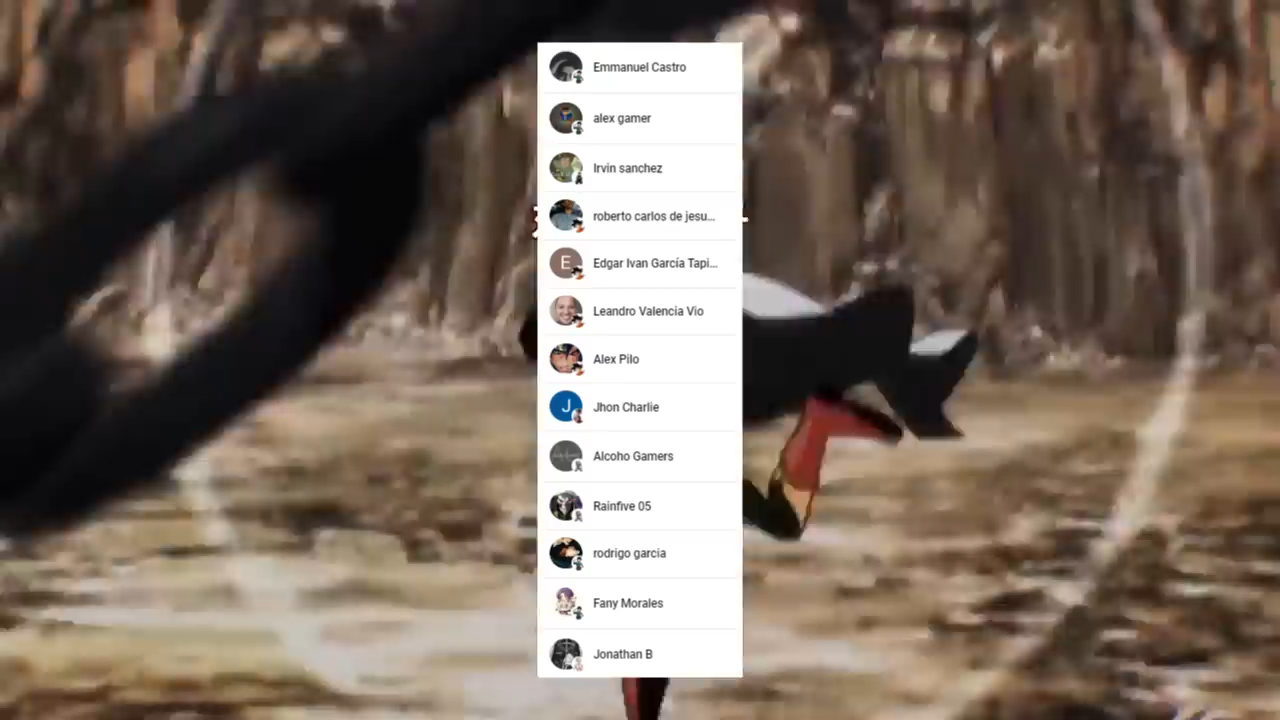 Emmanuel Castro
alex gamer
Irvin sanchez
roberto carlos de jesu...
E
Edgar Ivan García Tapi...
Leandro Valencia Vio
Alex Pilo
J
Jhon Charlie
Alcoho Gamers
Rainfive 05
rodrigo garcia
Fany Morales
Jonathan B